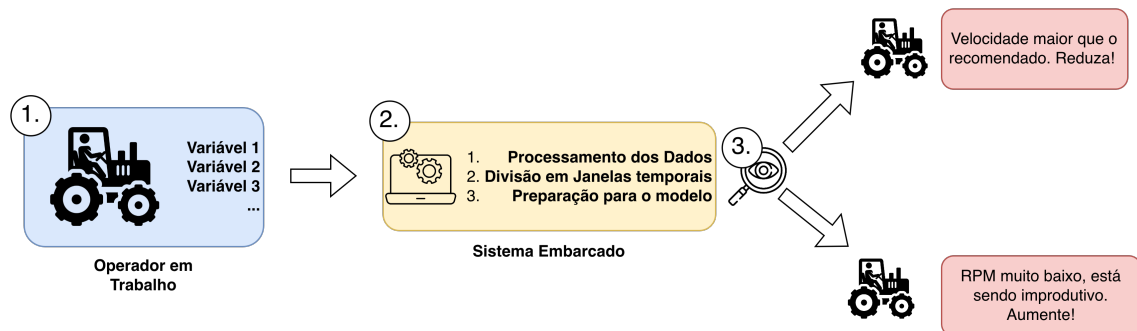 1.
Variável 1
Variável 2
Variável 3
...
Operador em
Trabalho
2.
1. Processamento dos Dados
2. Divisão em Janelas temporais
3. Preparação para o modelo
Sistema Embarcado
3.
Velocidade maior que o
recomendado. Reduza!
RPM muito baixo, está
sendo improdutivo.
Aumente!